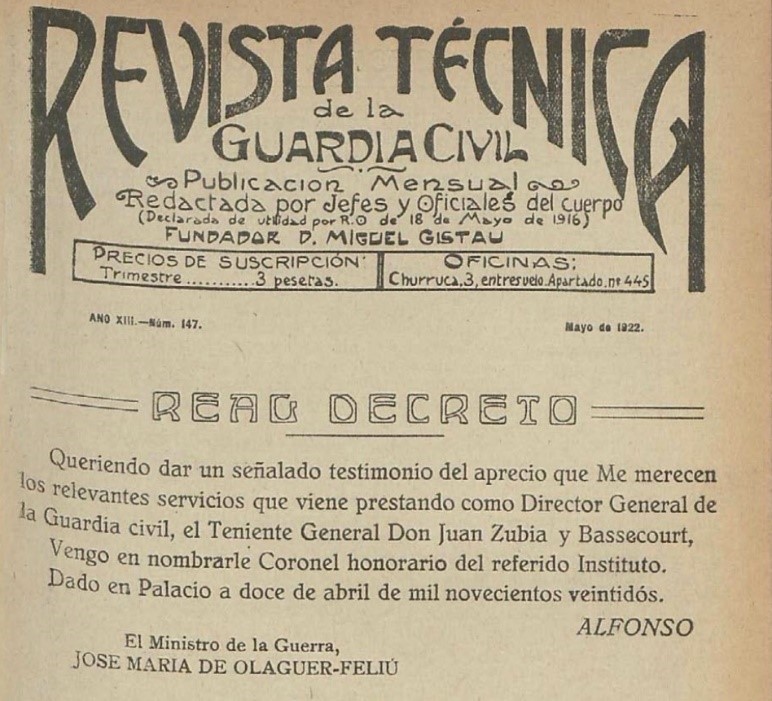 REVISTA TÉCNICA
de la
GUARDIA CIVIL
Publicacion Mensual
Redactada por Jefes y Oficiales del cuerpo
(Declarada de utilidad por R.O de 18 de Mayo de 1916)
FUNDADOR D. MIGUEL GISTAU
PRECIOS DE SUSCRIPCIÓN:
Trimestre ........... 3 pesetas.
OFICINAS:
Churruca, 3, entresuelo. Apartado. nº 445
AÑO XIII.—Núm. 147.
Mayo de 1922.
REAL DECRETO
Queriendo dar un señalado testimonio del aprecio que Me merecen
los relevantes servicios que viene prestando como Director General de
la Guardia civil, el Teniente General Don Juan Zubia y Bassecourt,
Vengo en nombrarle Coronel honorario del referido Instituto.
Dado en Palacio a doce de abril de mil novecientos veintidós.
ALFONSO
El Ministro de la Guerra,
JOSE MARIA DE OLAGUER-FELIÚ